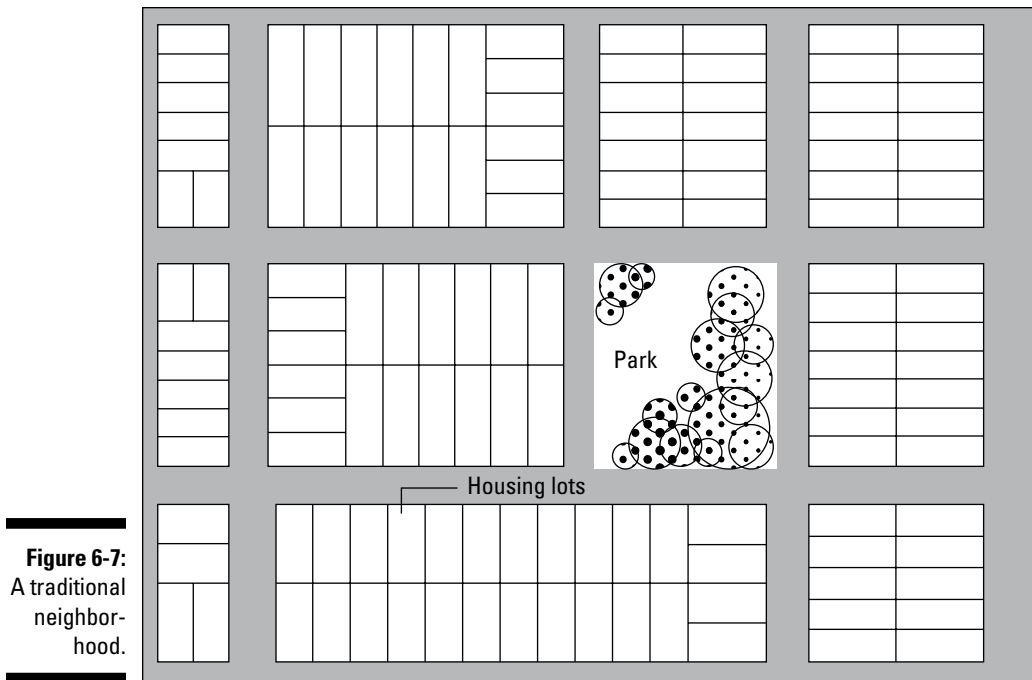 Park
Housing lots
Figure 6-7:
A traditional
neighbor-
hood.